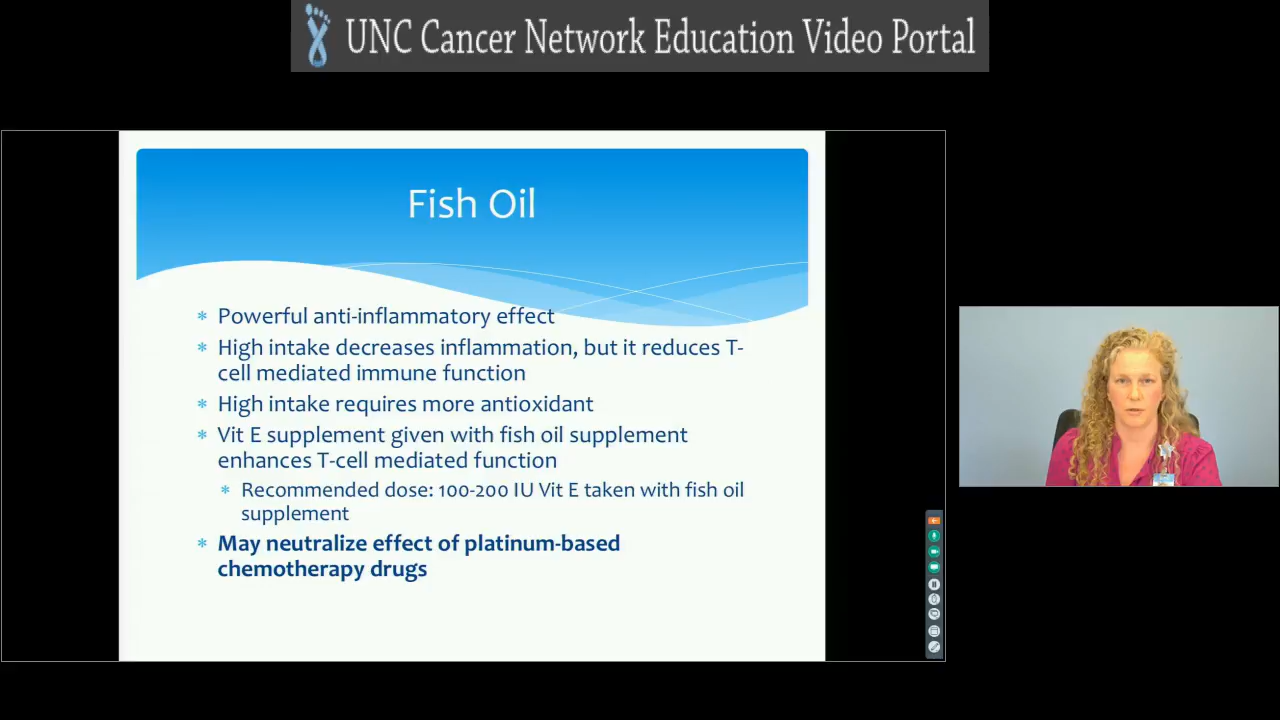 UNC Cancer Network Education Video Portal
Fish Oil
* Powerful anti-inflammatory effect
* High intake decreases inflammation, but it reduces T-
cell mediated immune function
* High intake requires more antioxidant
* Vit E supplement given with fish oil supplement
enhances T-cell mediated function
* Recommended dose: 100-200 IU Vit E taken with fish oil
supplement
* May neutralize effect of platinum-based
chemotherapy drugs